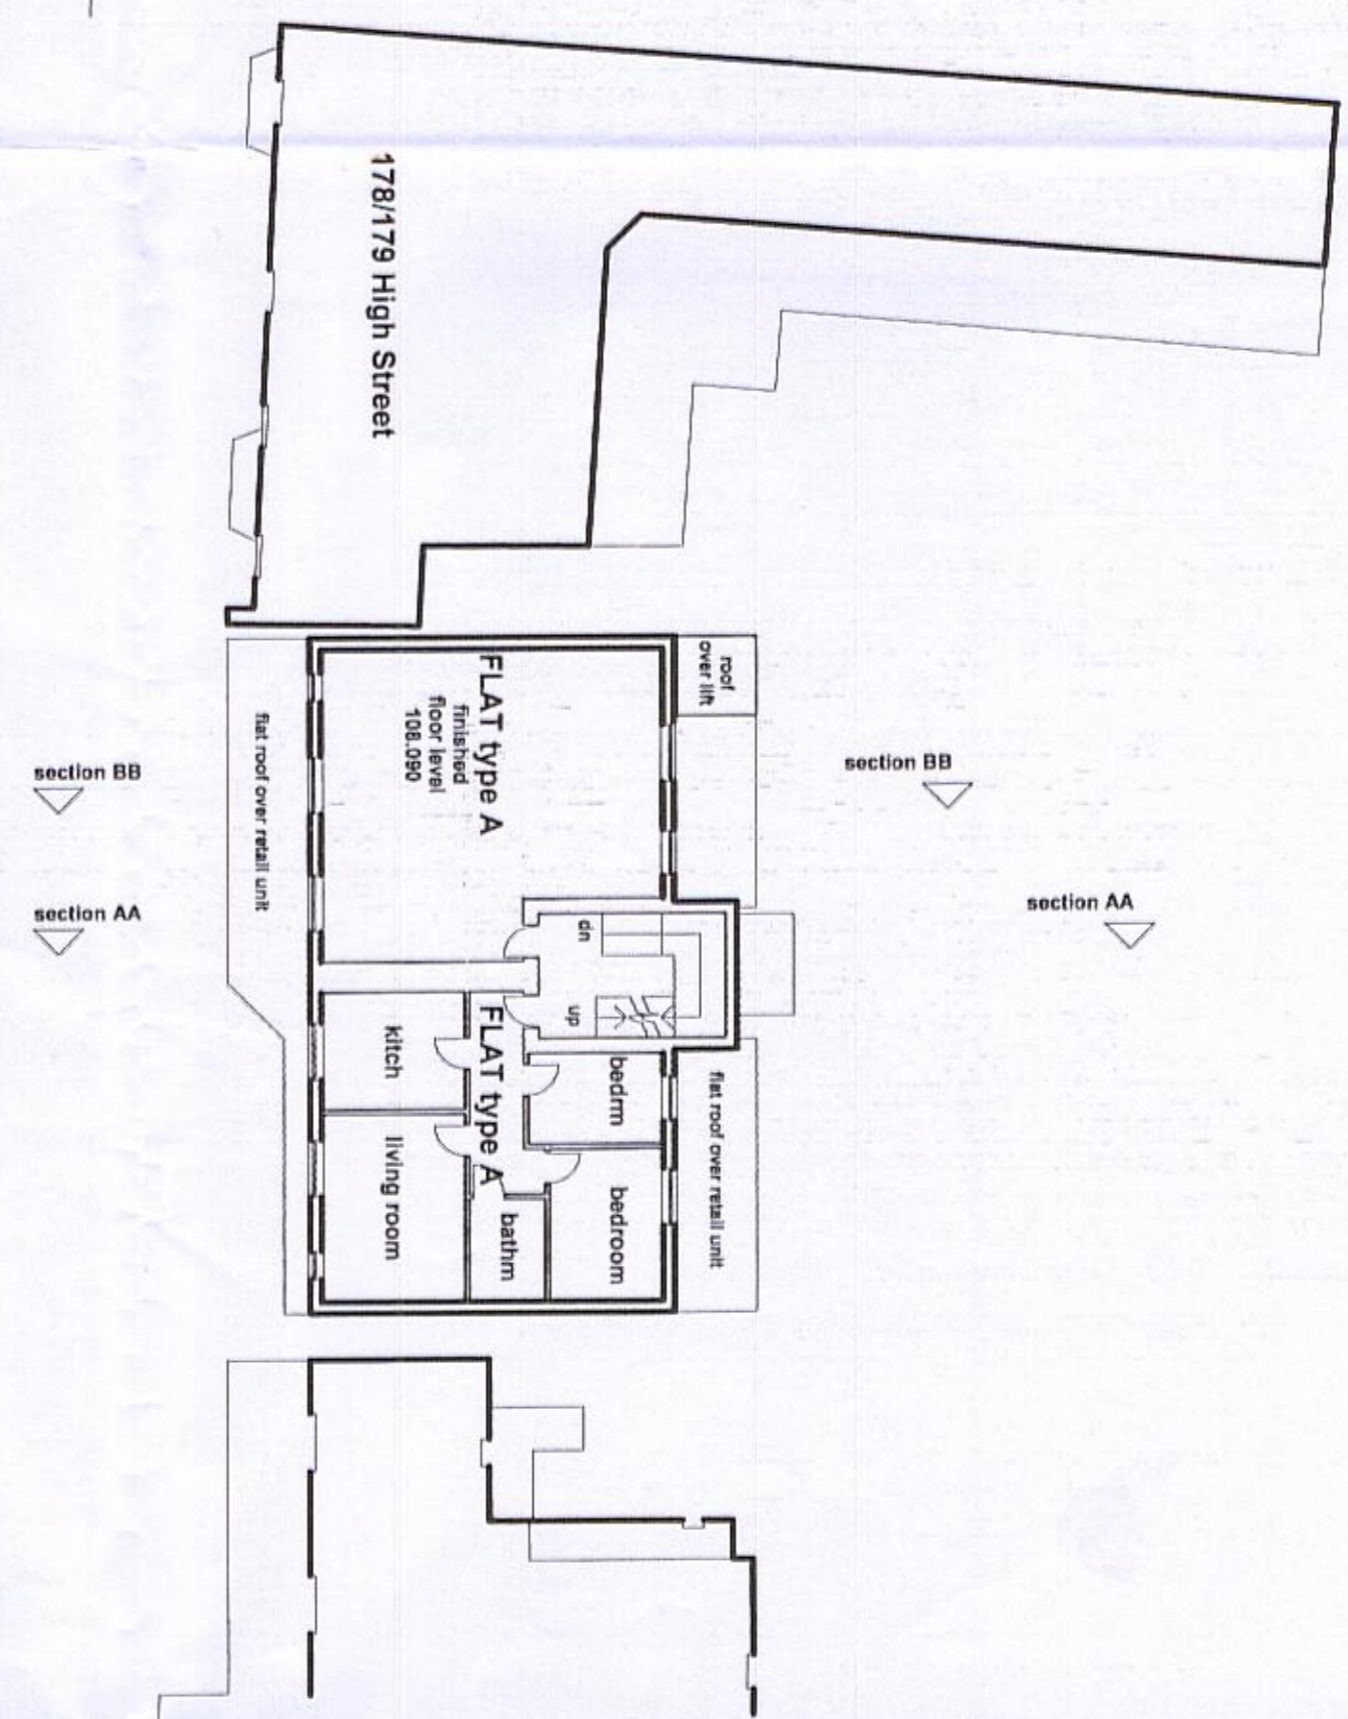 178/179 High Street
roof
over lift
FLAT type A
finished
floor level
108.090
flat roof over retail unit
section BB
section BB
section AA
section AA
dn
up
FLAT type A
kitch
bedrm
living room
bathm
bedroom
flat roof over retail unit